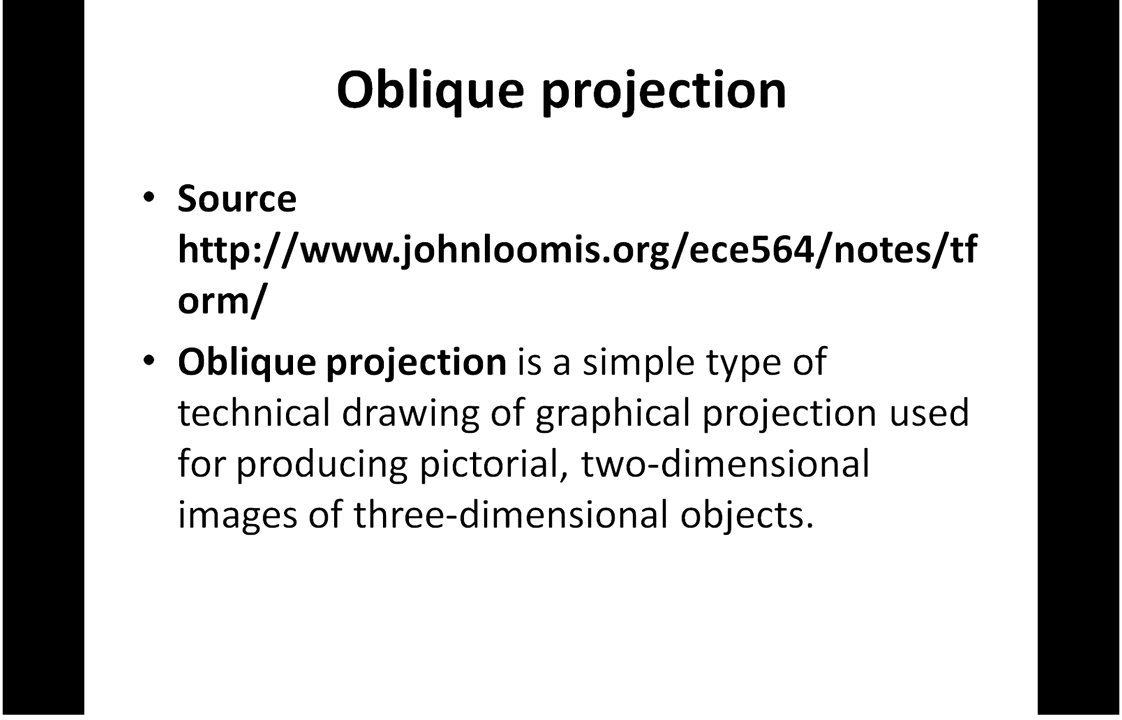 Oblique projection
• Source
http://www.johnloomis.org/ece564/notes/tf
orm/
• Oblique projection is a simple type of
technical drawing of graphical projection used
for producing pictorial, two-dimensional
images of three-dimensional objects.